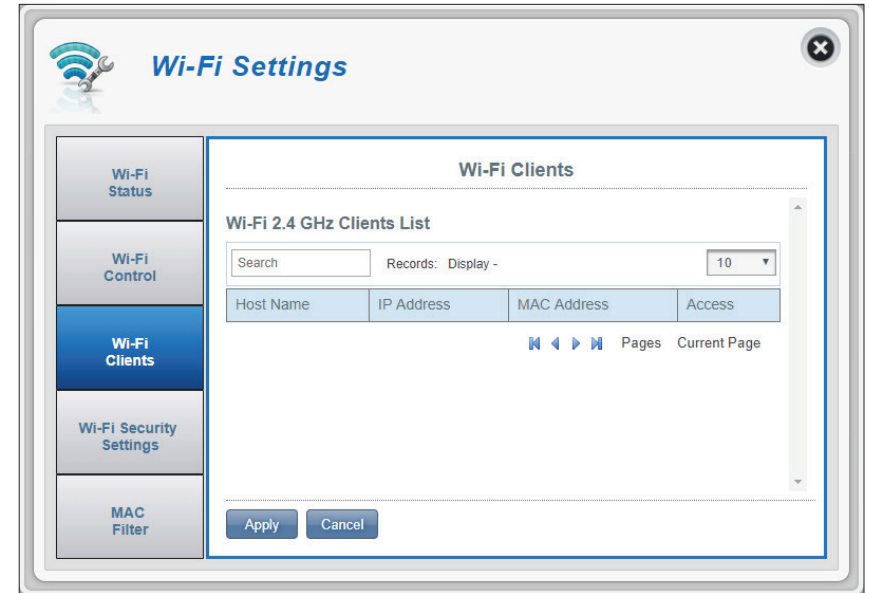 Wi-Fi Settings
Wi-Fi
Status
Wi-Fi
Control
Wi-Fi
Clients
Wi-Fi Security
Settings
MAC
Filter
Wi-Fi Clients
Wi-Fi 2.4 GHz Clients List
Search Records: Display - 10
Host Name IP Address MAC Address Access
Pages Current Page
Apply Cancel